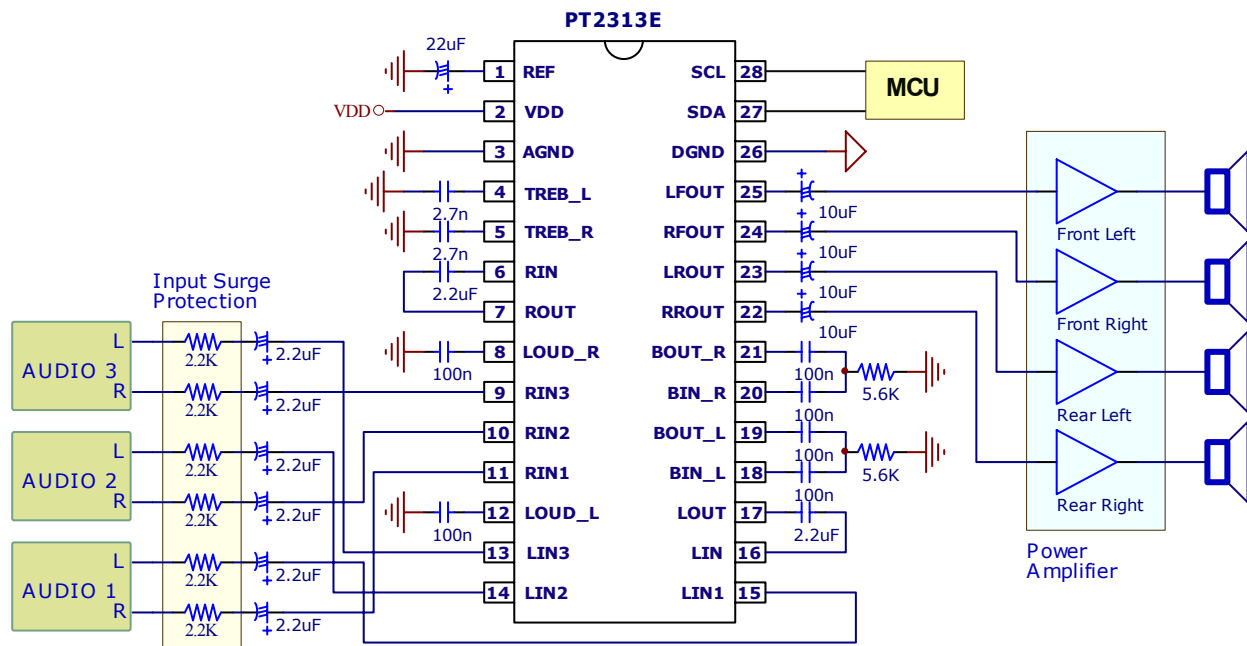 PT2313E
22uF
+
1 REF
SCL 28
MCU
VDD
2 VDD
SDA 27
3 AGND
DGND 26
4 TREB_L
LFOUT 25
+
10uF
2.7n
5 TREB_R
RFOUT 24
+
10uF
Front Left
2.7n
6 RIN
LROUT 23
+
10uF
2.2uF
7 ROUT
RROUT 22
+
10uF
Front Right
Input Surge
Protection
AUDIO 3
L
R
2.2K
+
2.2uF
2.2K
+
2.2uF
8 LOUD_R
100n
BOUT_R 21
100n
9 RIN3
BIN_R 20
100n
5.6K
Rear Left
AUDIO 2
L
R
2.2K
+
2.2uF
2.2K
+
2.2uF
10 RIN2
BOUT_L 19
100n
11 RIN1
BIN_L 18
100n
5.6K
12 LOUD_L
100n
LOUT 17
2.2uF
Rear Right
AUDIO 1
L
R
2.2K
+
2.2uF
2.2K
+
2.2uF
13 LIN3
LIN 16
14 LIN2
LIN1 15
Power
Amplifier